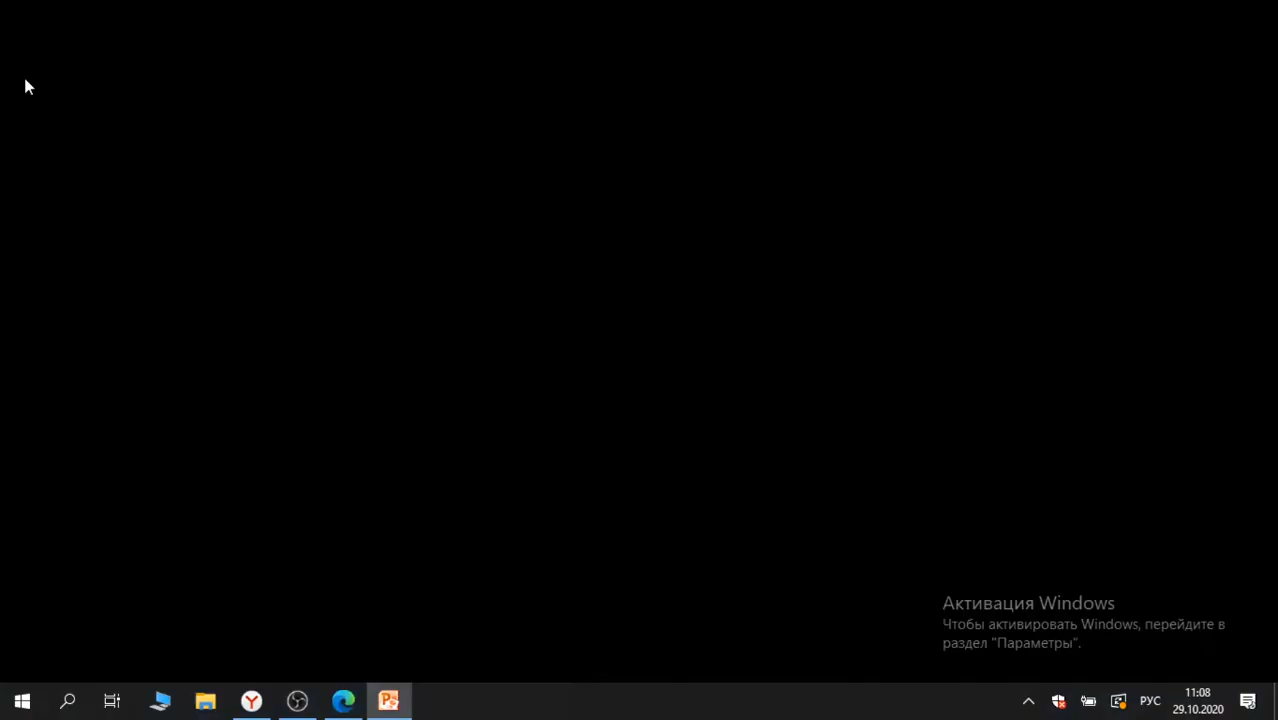 Активация Windows
Чтобы активировать Windows, перейдите в
раздел "Параметры".
РУС
11:08
29.10.2020